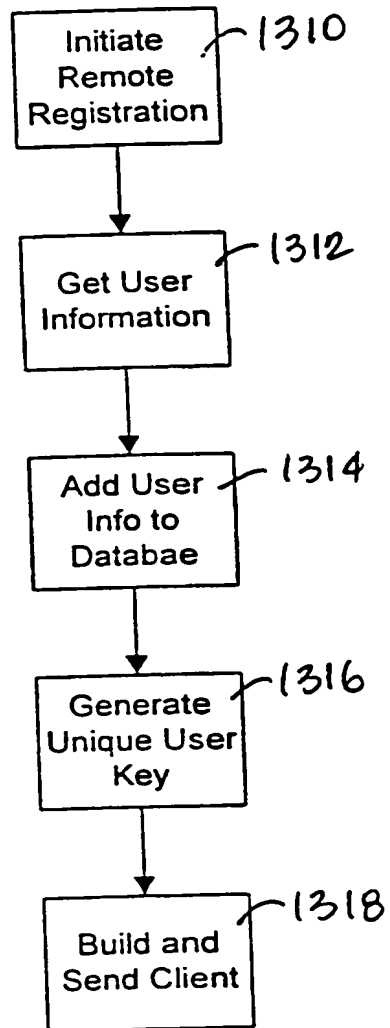 Initiate
Remote
Registration
1310
Get User
Information
1312
Add User
Info to
Databae
1314
Generate
Unique User
Key
1316
Build and
Send Client
1318